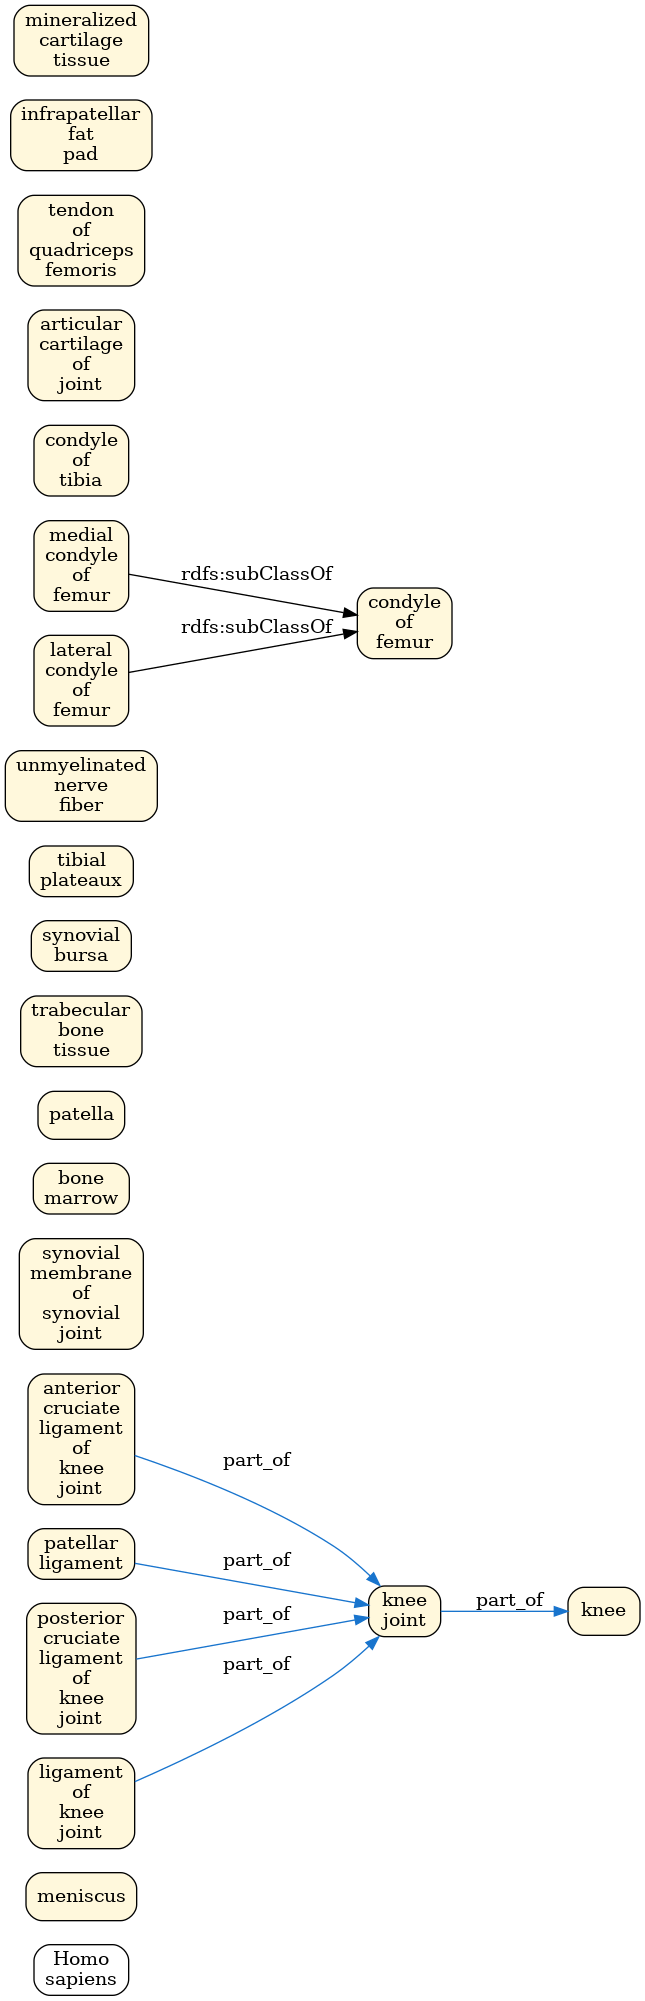 mineralized
cartilage
tissue
infrapatellar
fat
pad
tendon
of
quadriceps
femoris
articular
cartilage
of
joint
condyle
of
tibia
medial
condyle
of
femur
rdfs:subClassOf
condyle
of
femur
rdfs:subClassOf
lateral
condyle
of
femur
unmyelinated
nerve
fiber
tibial
plateaux
synovial
bursa
trabecular
bone
tissue
patella
bone
marrow
synovial
membrane
of
synovial
joint
anterior
cruciate
ligament
of
knee
joint
part_of
patellar
ligament
part_of
knee
joint
part_of
knee
posterior
cruciate
ligament
of
knee
joint
part_of
part_of
ligament
of
knee
joint
meniscus
Homo
sapiens